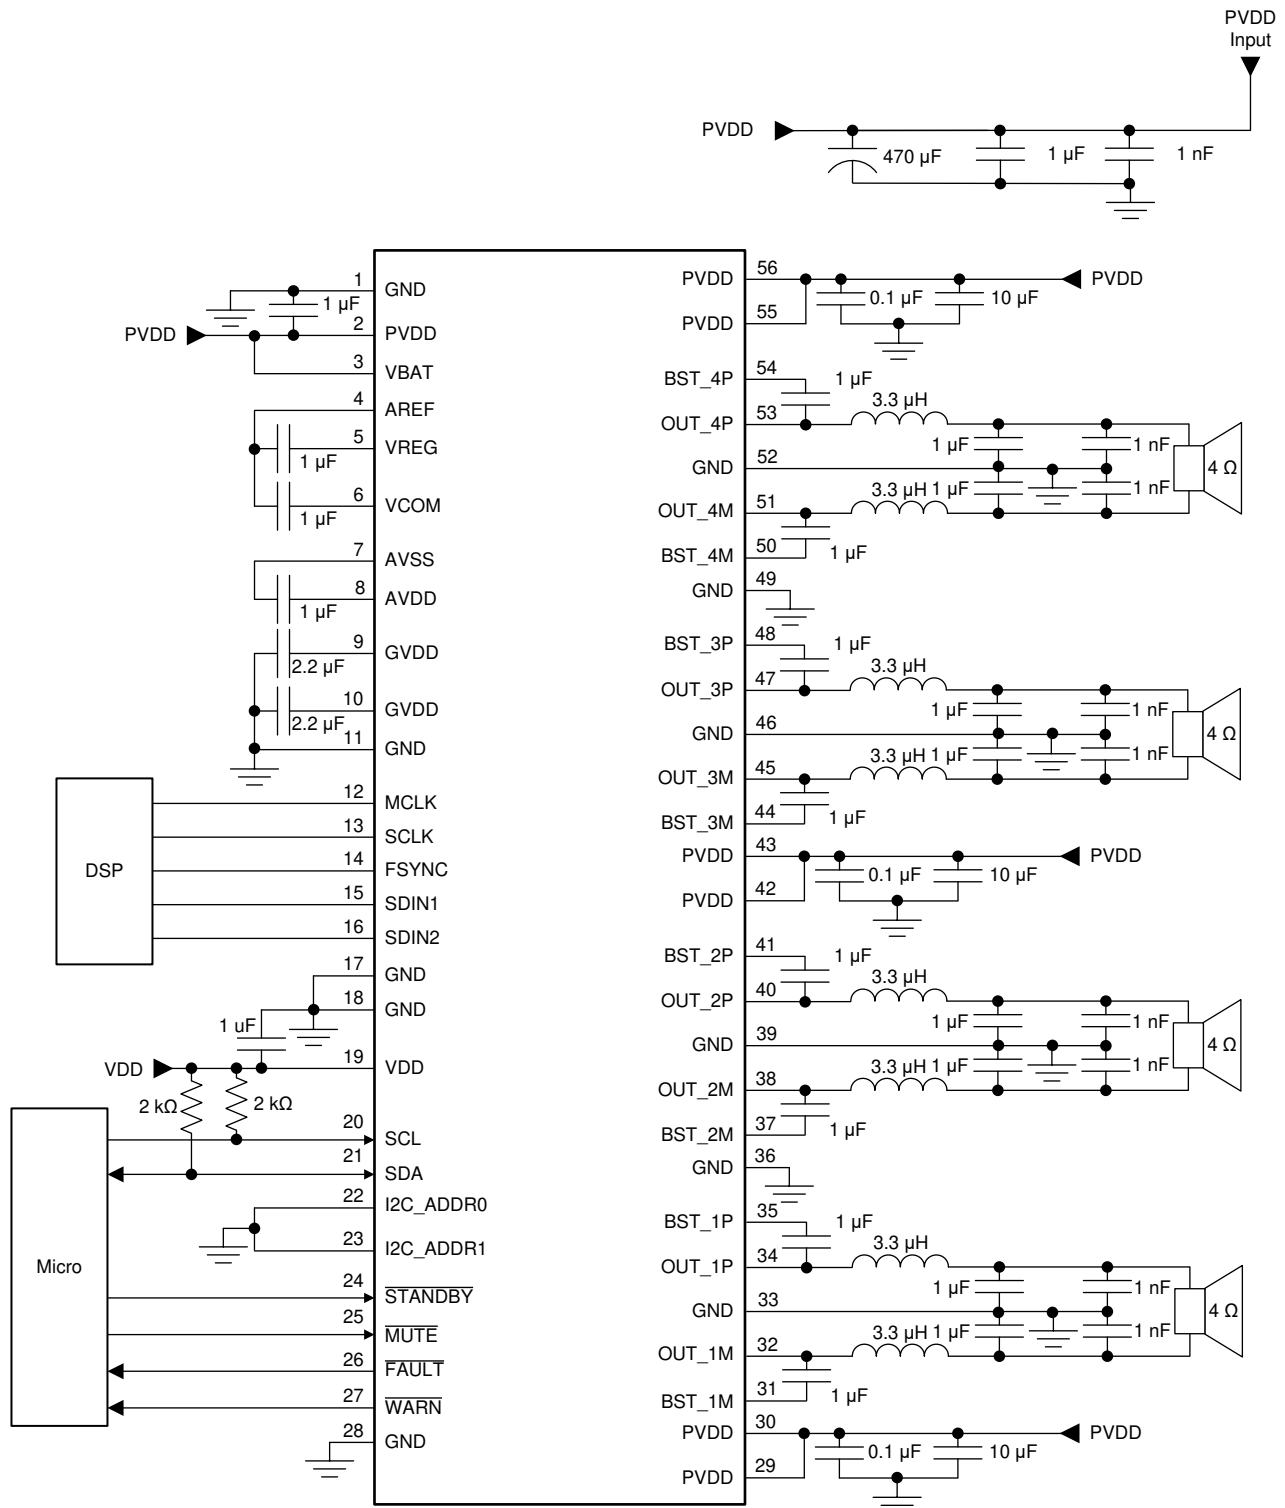 PVDD
Input
PVDD
470 µF
1 µF
1 nF
1
GND
1 µF
PVDD
2
PVDD
3
VBAT
4
AREF
5
VREG
1 µF
6
VCOM
1 µF
7
AVSS
8
AVDD
1 µF
9
GVDD
2.2 µF
10
GVDD
2.2 µF
11
GND
DSP
12
MCLK
13
SCLK
14
FSYNC
15
SDIN1
16
SDIN2
17
GND
18
GND
1 uF
VDD
19
VDD
2 kΩ
2 kΩ
20
SCL
21
SDA
22
I2C_ADDR0
23
I2C_ADDR1
Micro
24
STANDBY
25
MUTE
26
FAULT
27
WARN
28
GND
PVDD
56
PVDD
0.1 µF
10 µF
PVDD
55
BST_4P
54
1 µF
3.3 µH
OUT_4P
53
1 µF
1 nF
GND
52
4 Ω
3.3 µH
1 µF
1 nF
OUT_4M
51
BST_4M
50
1 µF
GND
49
BST_3P
48
1 µF
3.3 µH
OUT_3P
47
1 µF
1 nF
GND
46
4 Ω
3.3 µH
1 µF
1 nF
OUT_3M
45
BST_3M
44
1 µF
PVDD
43
PVDD
0.1 µF
10 µF
PVDD
42
BST_2P
41
1 µF
3.3 µH
OUT_2P
40
1 µF
1 nF
GND
39
4 Ω
3.3 µH
1 µF
1 nF
OUT_2M
38
BST_2M
37
1 µF
GND
36
BST_1P
35
1 µF
3.3 µH
OUT_1P
34
1 µF
1 nF
GND
33
4 Ω
3.3 µH
1 µF
1 nF
OUT_1M
32
BST_1M
31
1 µF
PVDD
30
PVDD
0.1 µF
10 µF
PVDD
29